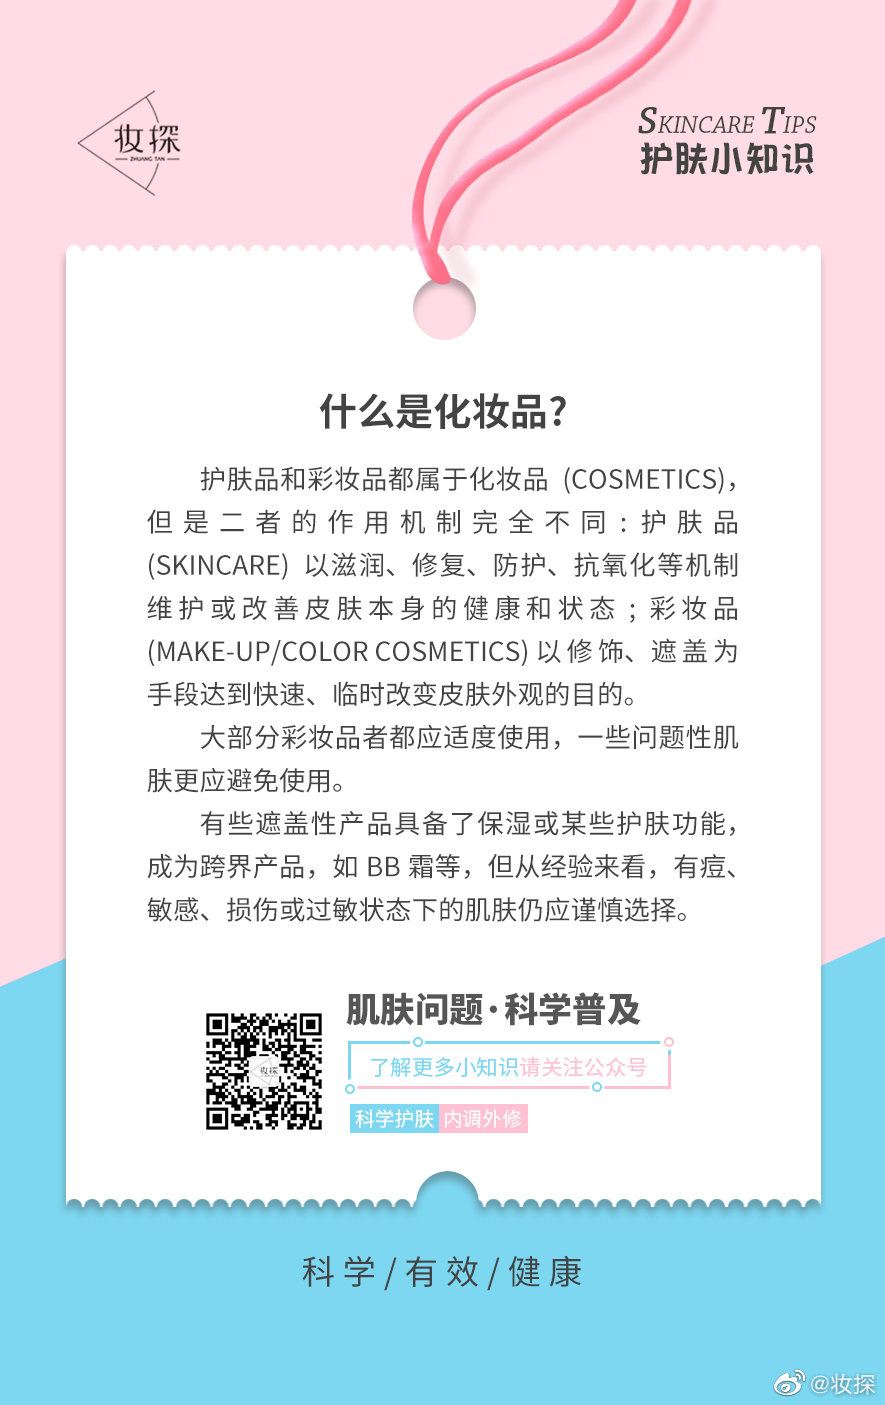 妆探
ZHUANG TAN
SKINCARE TIPS
护肤小知识
什么是化妆品?
护肤品和彩妆品都属于化妆品 (COSMETICS)，
但是二者的作用机制完全不同：护肤品
(SKINCARE) 以滋润、修复、防护、抗氧化等机制
维护或改善皮肤本身的健康和状态；彩妆品
(MAKE-UP/COLOR COSMETICS) 以修饰、遮盖为
手段达到快速、临时改变皮肤外观的目的。
大部分彩妆品者都应适度使用，一些问题性肌
肤更应避免使用。
有些遮盖性产品具备了保湿或某些护肤功能，
成为跨界产品，如 BB 霜等，但从经验来看，有痘、
敏感、损伤或过敏状态下的肌肤仍应谨慎选择。
肌肤问题·科学普及
了解更多小知识请关注公众号
科学护肤 内调外修
妆探
科学/有效/健康
@妆探